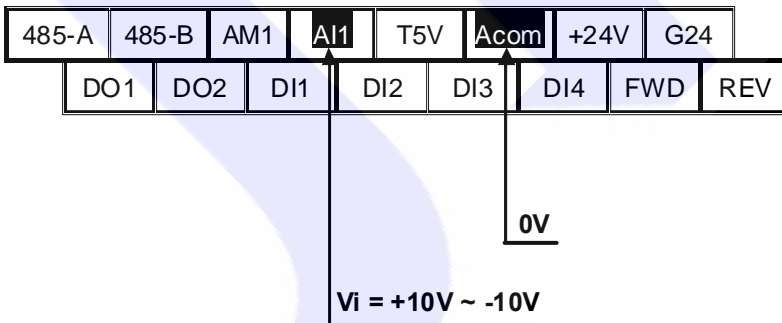 485-A 485-B AM1 AI1 T5V Acom +24V G24
DO1 DO2 DI1 DI2 DI3 DI4 FWD REV
0V
Vi = +10V ~ -10V